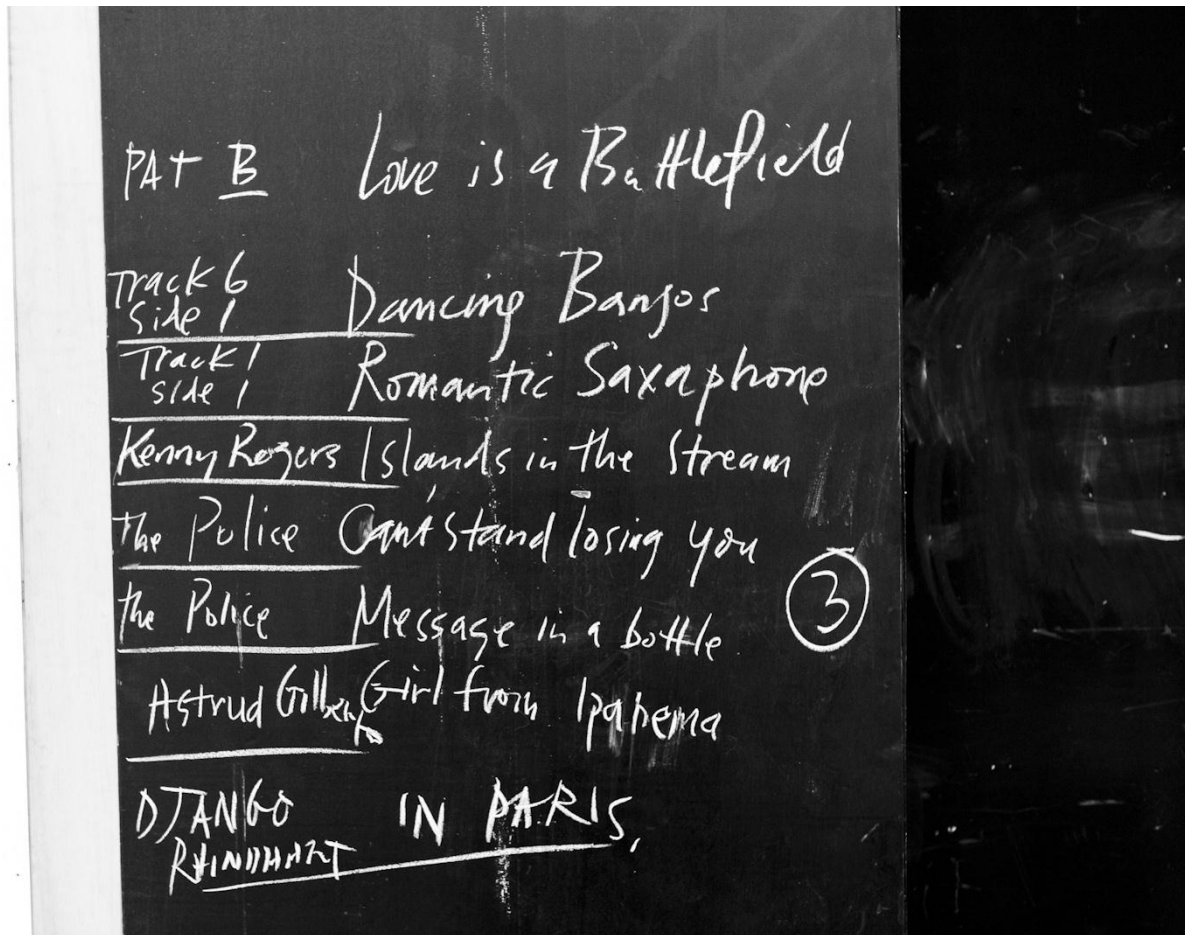 PAT B Love is a Battlefield
Track 6 Dancing Banjos
Side 1
Track 1 Romantic Saxaphone
Side 1
Kenny Rogers Islands in the Stream
The Police Can't stand losing you
the Police Message in a bottle
3
Astrud Gilberto Girl from Ipanema
DJANGO IN PARIS,
RHINDHART